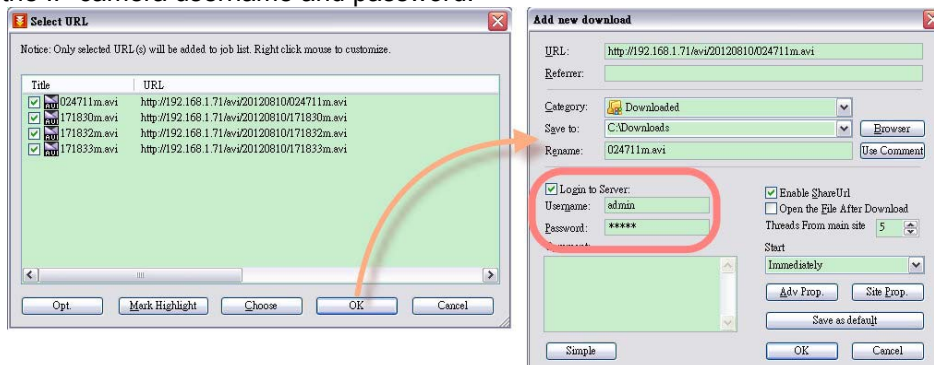 the IP camera username and password.
Select URL
Notice: Only selected URL(s) will be added to job list. Right click mouse to customize.
Title URL
024711m.avi http://192.168.1.71/avi/20120810/024711m.avi
171830m.avi http://192.168.1.71/avi/20120810/171830m.avi
171832m.avi http://192.168.1.71/avi/20120810/171832m.avi
171833m.avi http://192.168.1.71/avi/20120810/171833m.avi
Opt. Mark Highlight Choose OK Cancel
Add new download
URL: http://192.168.1.71/avi/20120810/024711m.avi
Referrer:
Category: Downloaded
Save to: C:\Downloads Browser
Rename: 024711m.avi Use Comment
Login to Server:
Username: admin
Password: *****
Enable ShareUrl
Open the File After Download
Threads From main site 5
Start
Immediately
Adv Prop. Site Prop.
Save as default
Simple OK Cancel